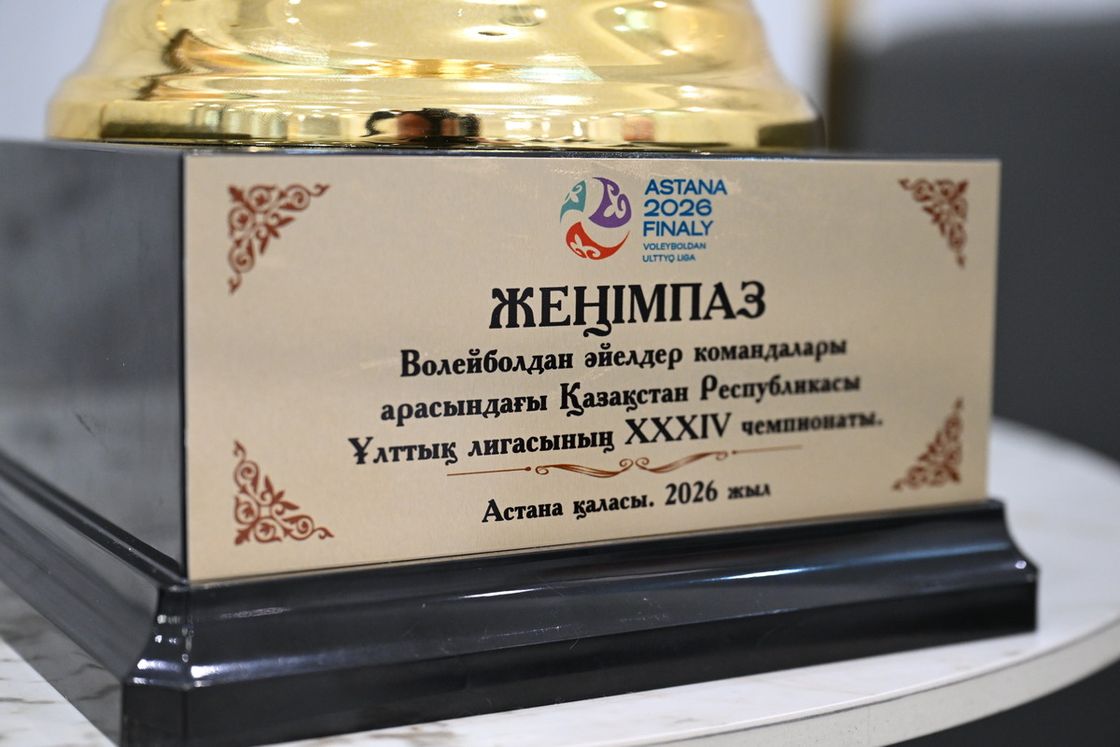 ASTANA
2026
FINALY
VOLEYBOLDAN
ULTTYQ LIGA
ЖЕҢІМПАЗ
Волейболдан әйелдер командалары
арасындағы Қазақстан Республикасы
Ұлттық лигасының XXXIV чемпионаты.
Астана қаласы. 2026 жыл